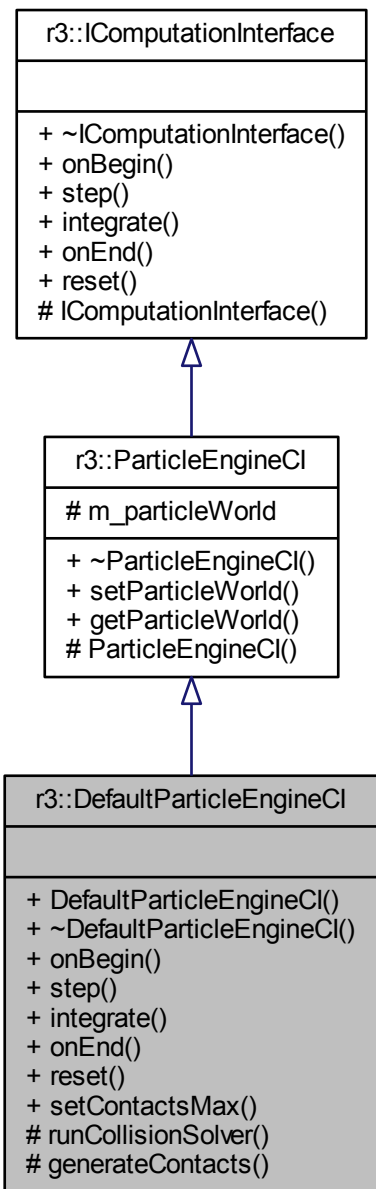 r3::IComputationInterface
+ ~IComputationInterface()
+ onBegin()
+ step()
+ integrate()
+ onEnd()
+ reset()
# IComputationInterface()
r3::ParticleEngineCI
# m_particleWorld
+ ~ParticleEngineCI()
+ setParticleWorld()
+ getParticleWorld()
# ParticleEngineCI()
r3::DefaultParticleEngineCI
+ DefaultParticleEngineCI()
+ ~DefaultParticleEngineCI()
+ onBegin()
+ step()
+ integrate()
+ onEnd()
+ reset()
+ setContactsMax()
# runCollisionSolver()
# generateContacts()